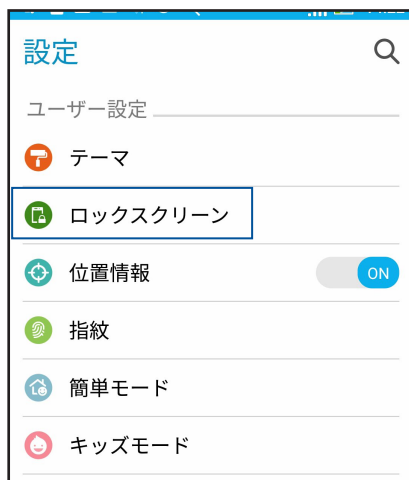 設定
ユーザー設定
テーマ
ロックスクリーン
位置情報
ON
指紋
簡単モード
キッズモード